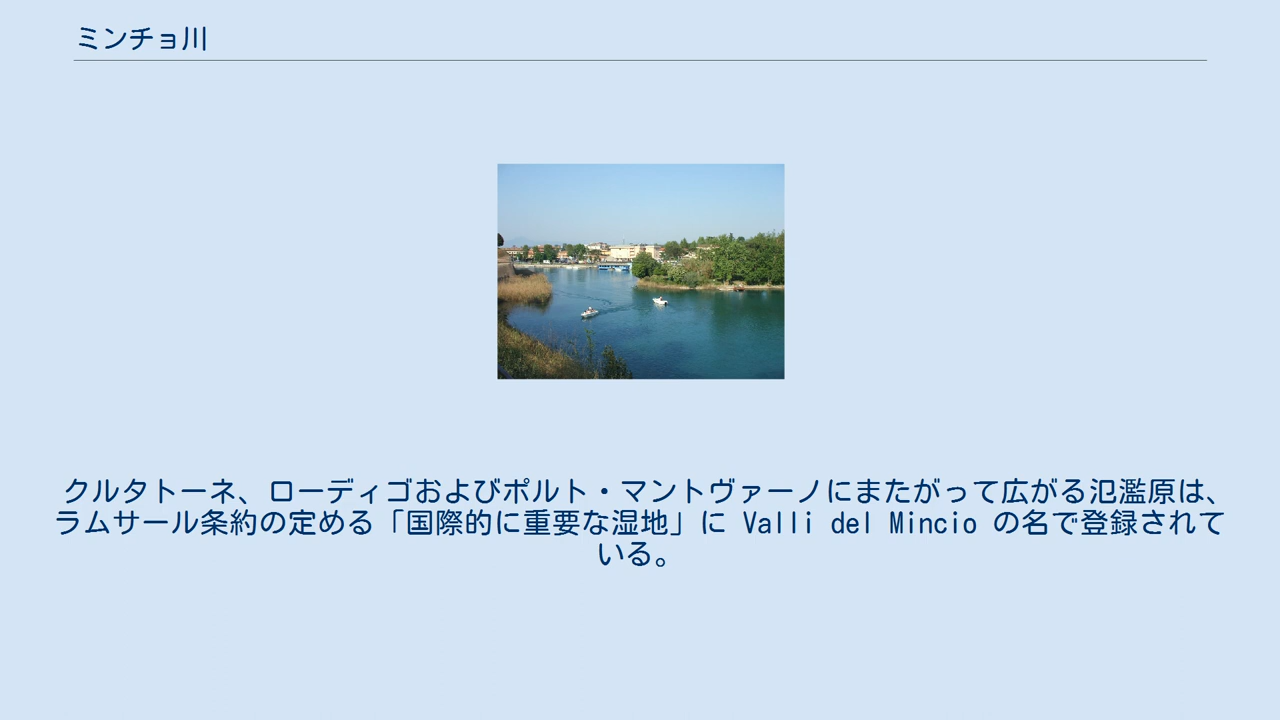 ミンチョ川
クルタトーネ、ローディゴおよびポルト・マントヴァーノにまたがって広がる氾濫原は、
ラムサール条約の定める「国際的に重要な湿地」に Valli del Mincio の名で登録されて
いる。